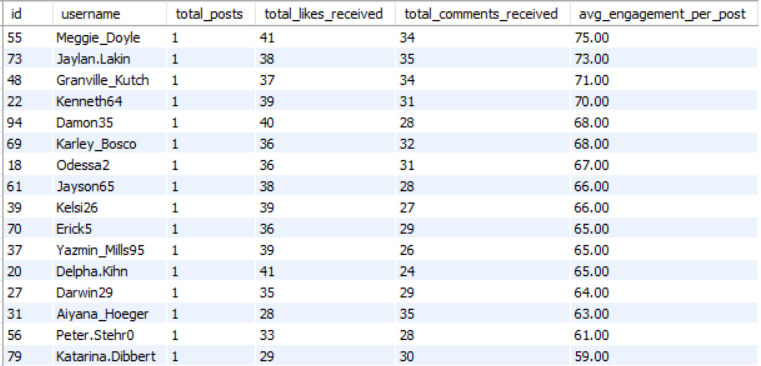 id username total_posts total_likes_received total_comments_received avg_engagement_per_post
55 Meggie_Doyle 1 41 34 75.00
73 Jaylan.Lakin 1 38 35 73.00
48 Granville_Kutch 1 37 34 71.00
22 Kenneth64 1 39 31 70.00
94 Damon35 1 40 28 68.00
69 Karley_Bosco 1 36 32 68.00
18 Odessa2 1 36 31 67.00
61 Jayson65 1 38 28 66.00
39 Kelsi26 1 39 27 66.00
70 Erick5 1 36 29 65.00
37 Yazmin_Mills95 1 39 26 65.00
20 Delpha.Kihn 1 41 24 65.00
27 Darwin29 1 35 29 64.00
31 Aiyana_Hoeger 1 28 35 63.00
56 Peter.Stehr0 1 33 28 61.00
79 Katarina.Dibbert 1 29 30 59.00